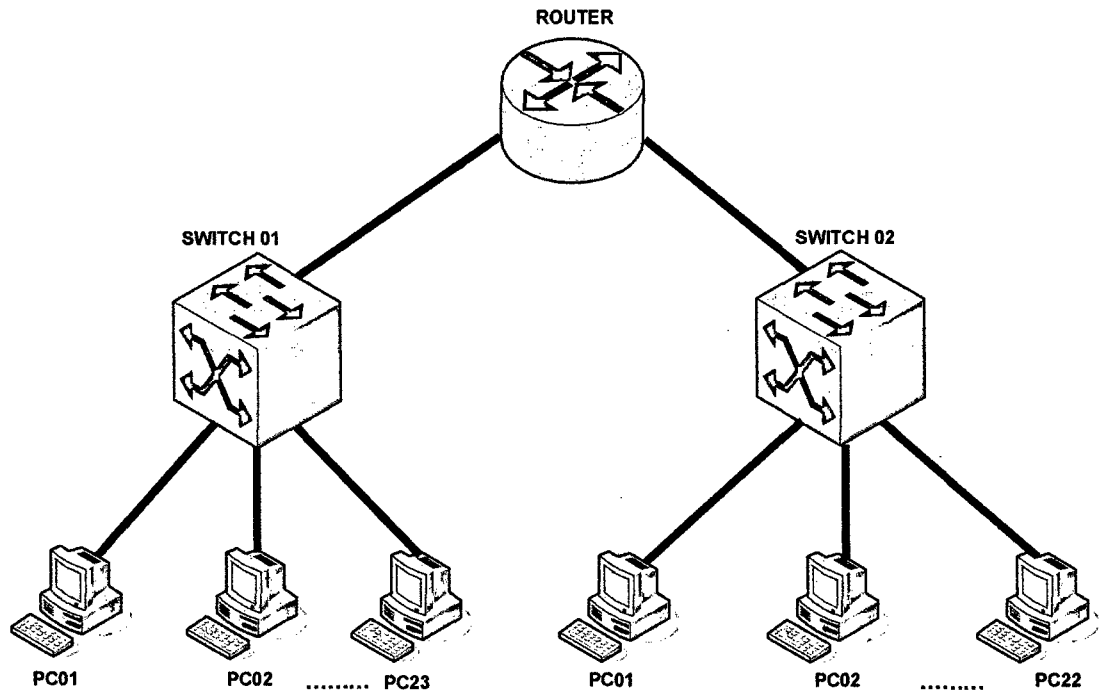 ROUTER
SWITCH 01
SWITCH 02
PC01
PC02
......... PC23
PC01
PC02
......... PC22